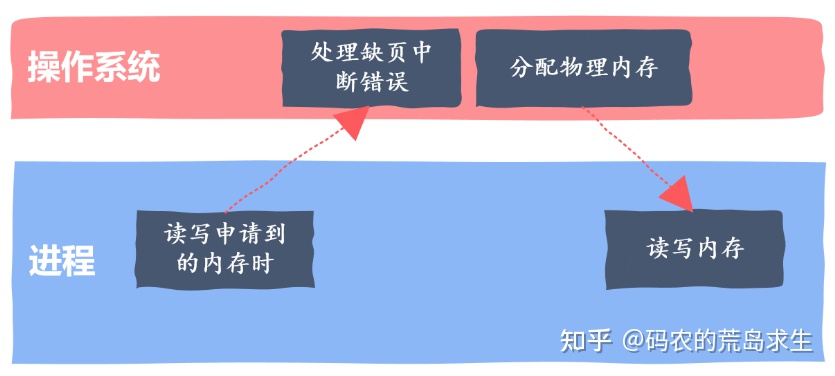 操作系统
处理缺页中
断错误
分配物理内存
进程
读写申请到
的内存时
读写内存
知乎 @码农的荒岛求生